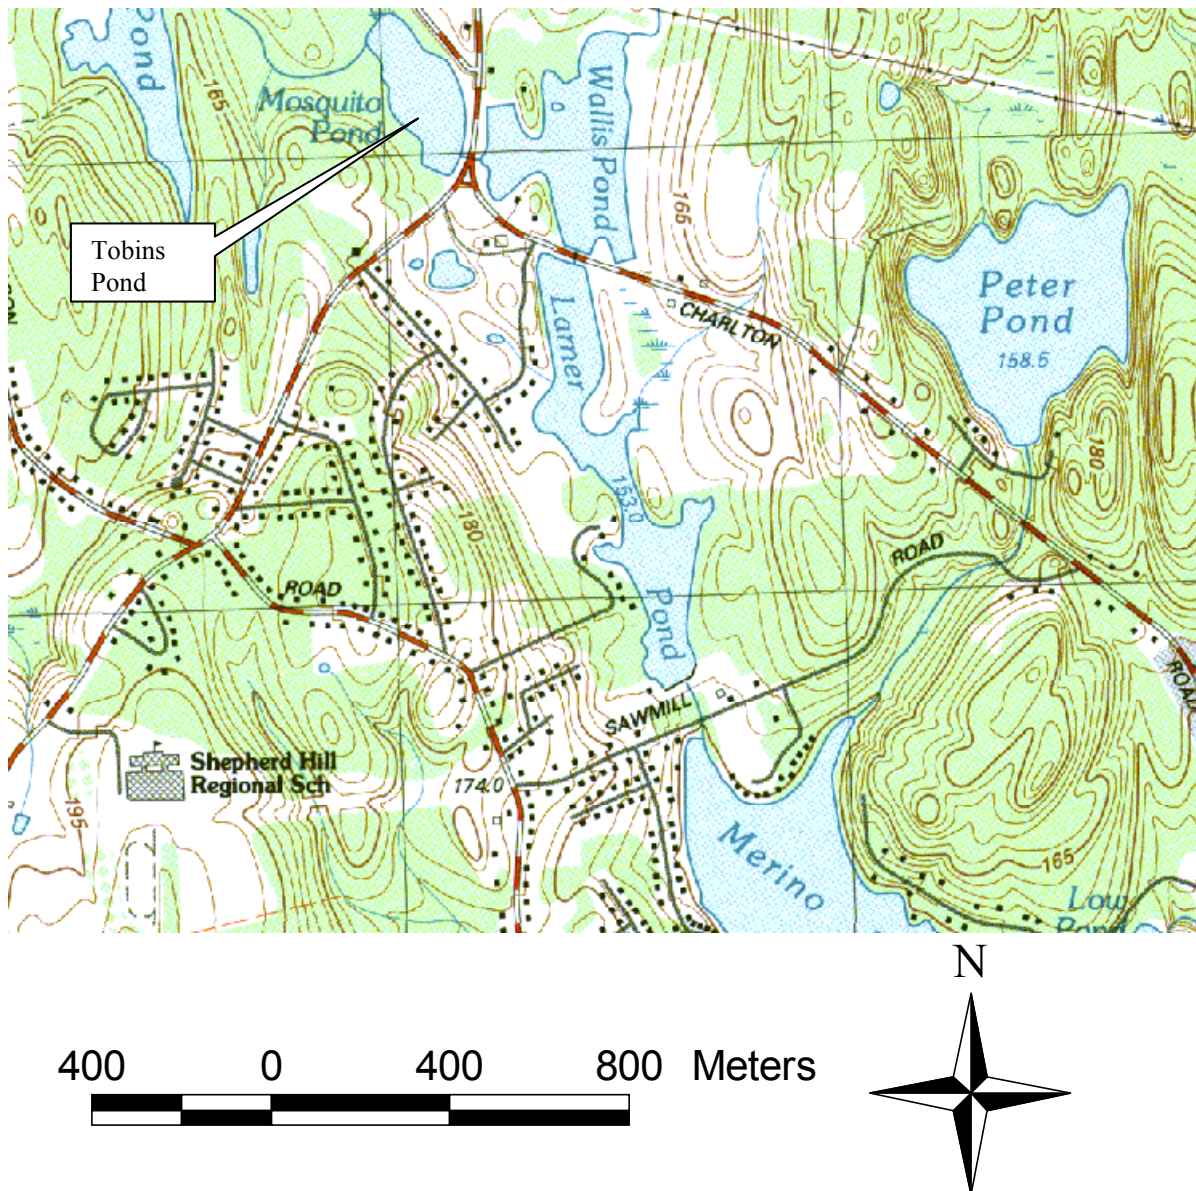 Pond
165
Mosquito
Pond
Wallis Pond
Tobins
Pond
165
Peter
Pond
158.5
CHARLTON
Larner
180
153.0
180
ROAD
ROAD
Pond
ROAD
SAWMILL
Shepherd Hill
Regional Sch
174.0
195
Merino
165
Low
Pond
N
400 0 400 800 Meters